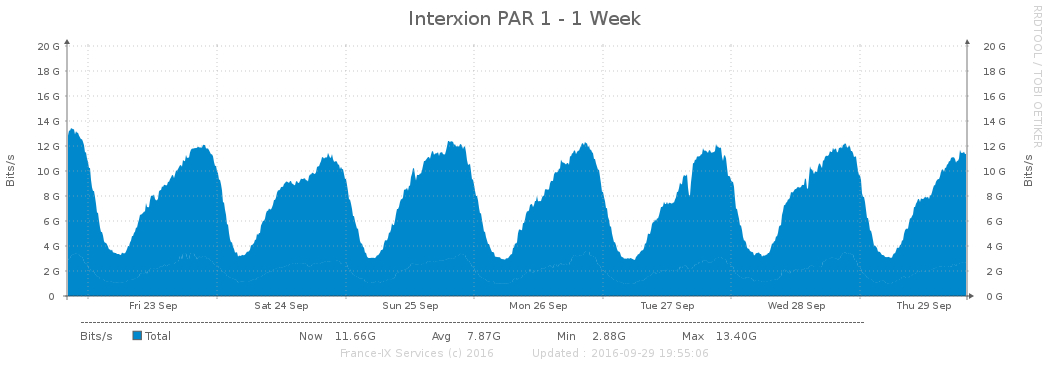 Interxion PAR 1 - 1 Week
RRDTOOL / TOBI OETIKER
Bits/s
20 G 20 G
18 G 18 G
16 G 16 G
14 G 14 G
12 G 12 G
10 G 10 G
8 G 8 G
6 G 6 G
4 G 4 G
2 G 2 G
0 0 G
Bits/s
Fri 23 Sep Sat 24 Sep Sun 25 Sep Mon 26 Sep Tue 27 Sep Wed 28 Sep Thu 29 Sep
Bits/s Total Now 11.66G Avg 7.87G Min 2.88G Max 13.40G
France-IX Services (c) 2016 Updated : 2016-09-29 19:55:06